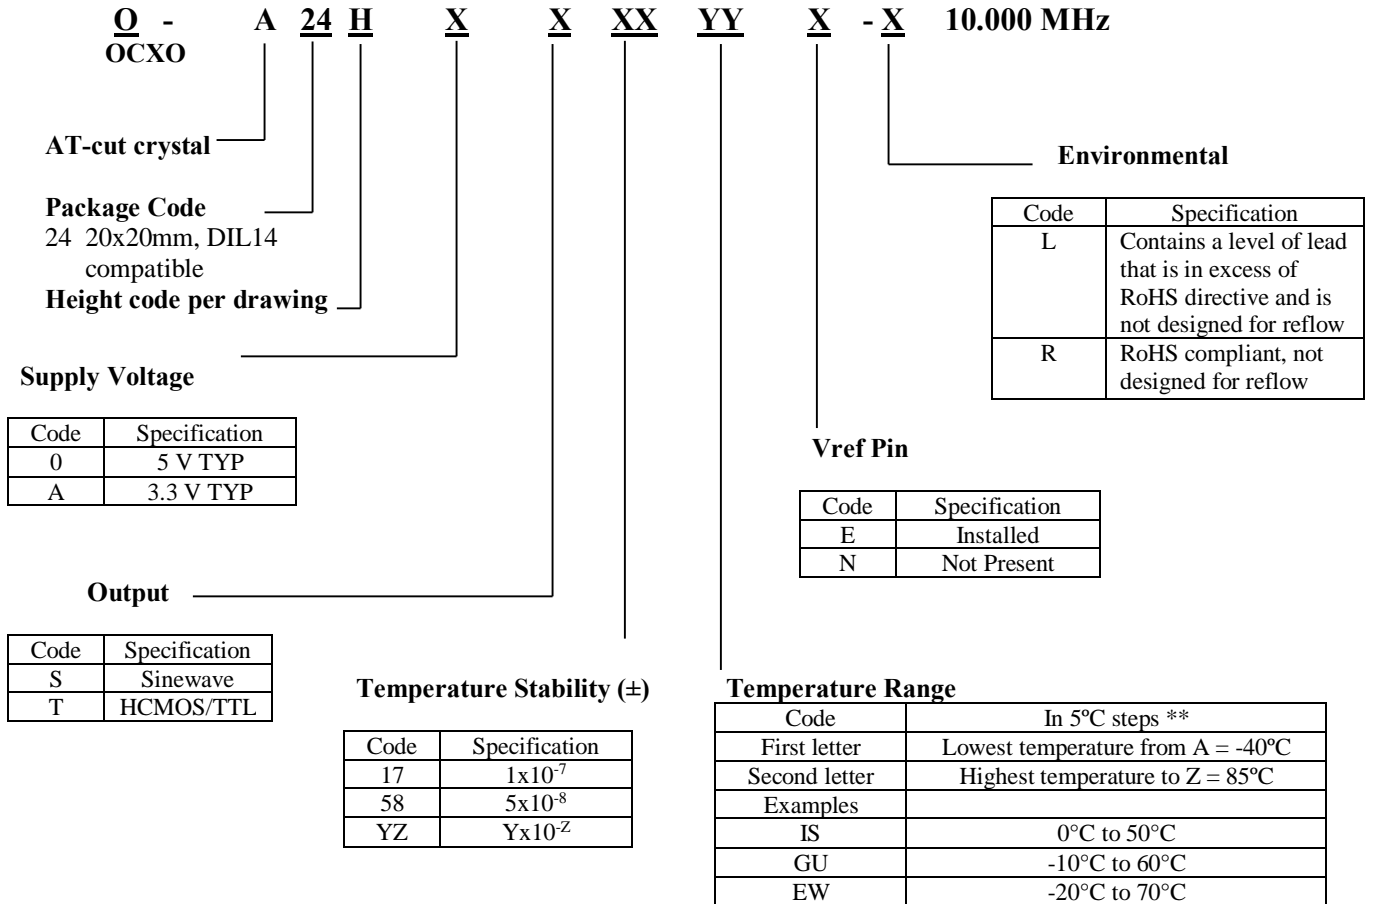 O - A 24 H X X XX YY X - X 10.000 MHz
OCXO
AT-cut crystal
Environmental
Package Code
24 20x20mm, DIL14
compatible
Height code per drawing
Code Specification
L Contains a level of lead
that is in excess of
RoHS directive and is
not designed for reflow
R RoHS compliant, not
designed for reflow
Supply Voltage
Code Specification
0 5 V TYP
A 3.3 V TYP
Vref Pin
Code Specification
E Installed
N Not Present
Output
Code Specification
S Sinewave
T HCMOS/TTL
Temperature Stability (±)
Code Specification
17 1x10⁻⁷
58 5x10⁻⁸
YZ Yx10⁻ᶻ
Temperature Range
Code In 5ºC steps **
First letter Lowest temperature from A = -40ºC
Second letter Highest temperature to Z = 85ºC
Examples
IS 0°C to 50°C
GU -10°C to 60°C
EW -20°C to 70°C